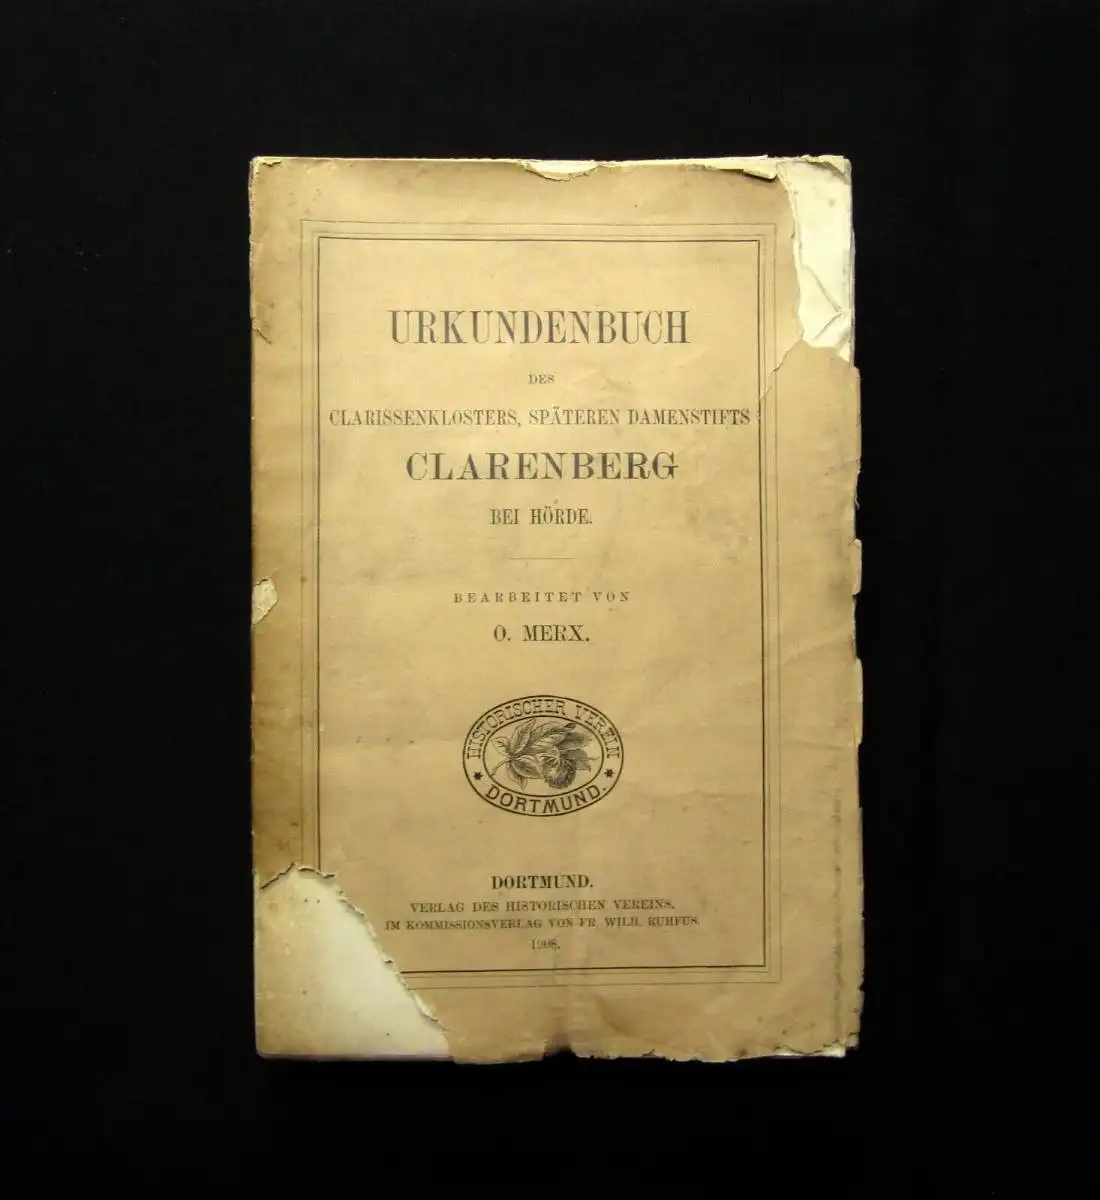 URKUNDENBUCH
DES
CLARISSENKLOSTERS, SPÄTEREN DAMENSTIFTS
CLARENBERG
BEI HÖRDE.
BEARBEITET VON
O. MERX.
HISTORISCHER VEREIN
DORTMUND.
DORTMUND.
VERLAG DES HISTORISCHEN VEREINS.
IM KOMMISSIONSVERLAG VON FR. WILH. RUHFUS.
1908.